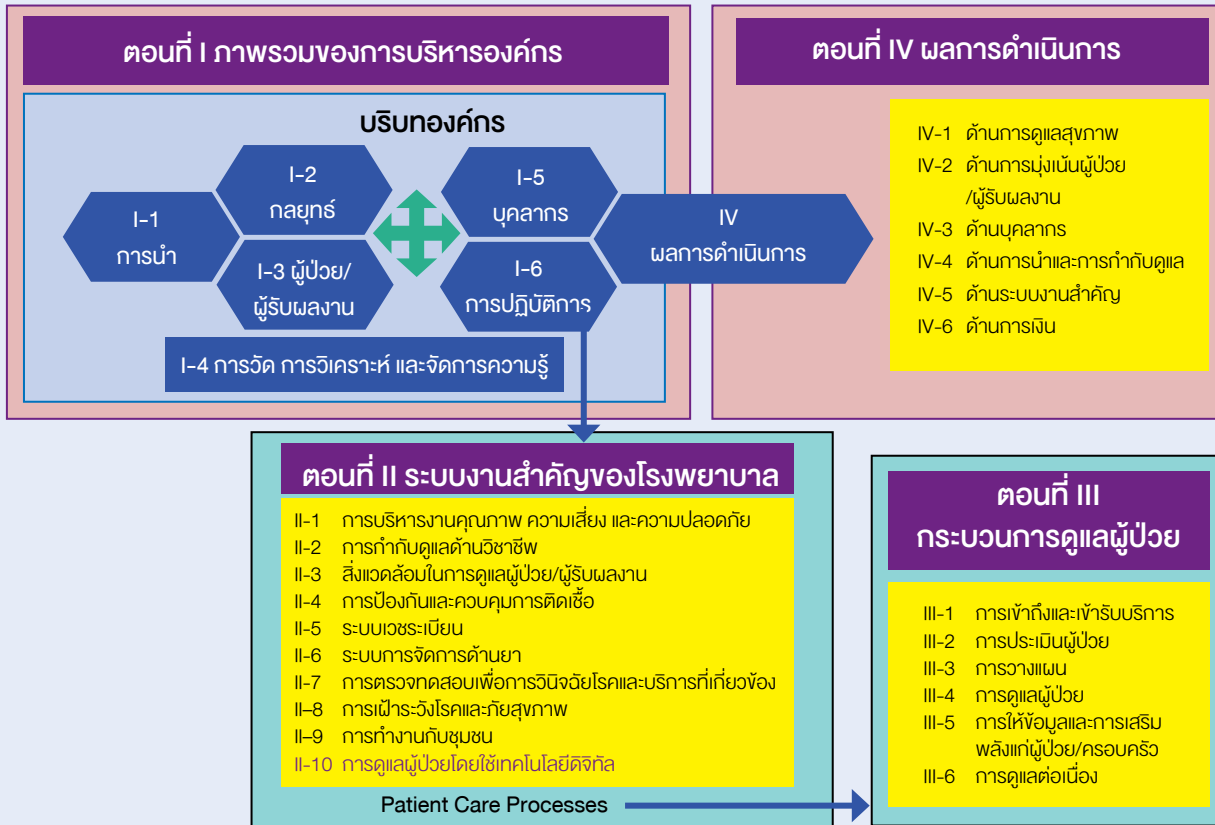 ตอนที่ I ภาพรวมของการบริหารองค์กร
บริบทองค์กร
I-1
การนำ
I-2
กลยุทธ์
I-3 ผู้ป่วย/
ผู้รับผลงาน
I-5
บุคลากร
I-6
การปฏิบัติการ
IV
ผลการดำเนินการ
I-4 การวัด การวิเคราะห์ และจัดการความรู้
ตอนที่ IV ผลการดำเนินการ
IV-1 ด้านการดูแลสุขภาพ
IV-2 ด้านการมุ่งเน้นผู้ป่วย
/ผู้รับผลงาน
IV-3 ด้านบุคลากร
IV-4 ด้านการนำและการกำกับดูแล
IV-5 ด้านระบบงานสำคัญ
IV-6 ด้านการเงิน
ตอนที่ II ระบบงานสำคัญของโรงพยาบาล
II-1 การบริหารงานคุณภาพ ความเสี่ยง และความปลอดภัย
II-2 การกำกับดูแลด้านวิชาชีพ
II-3 สิ่งแวดล้อมในการดูแลผู้ป่วย/ผู้รับผลงาน
II-4 การป้องกันและควบคุมการติดเชื้อ
II-5 ระบบเวชระเบียน
II-6 ระบบการจัดการด้านยา
II-7 การตรวจทดสอบเพื่อการวินิจฉัยโรคและบริการที่เกี่ยวข้อง
II–8 การเฝ้าระวังโรคและภัยสุขภาพ
II–9 การทำงานกับชุมชน
II-10 การดูแลผู้ป่วยโดยใช้เทคโนโลยีดิจิทัล
Patient Care Processes
ตอนที่ III
กระบวนการดูแลผู้ป่วย
III-1 การเข้าถึงและเข้ารับบริการ
III-2 การประเมินผู้ป่วย
III-3 การวางแผน
III-4 การดูแลผู้ป่วย
III-5 การให้ข้อมูลและการเสริม
พลังแก่ผู้ป่วย/ครอบครัว
III-6 การดูแลต่อเนื่อง